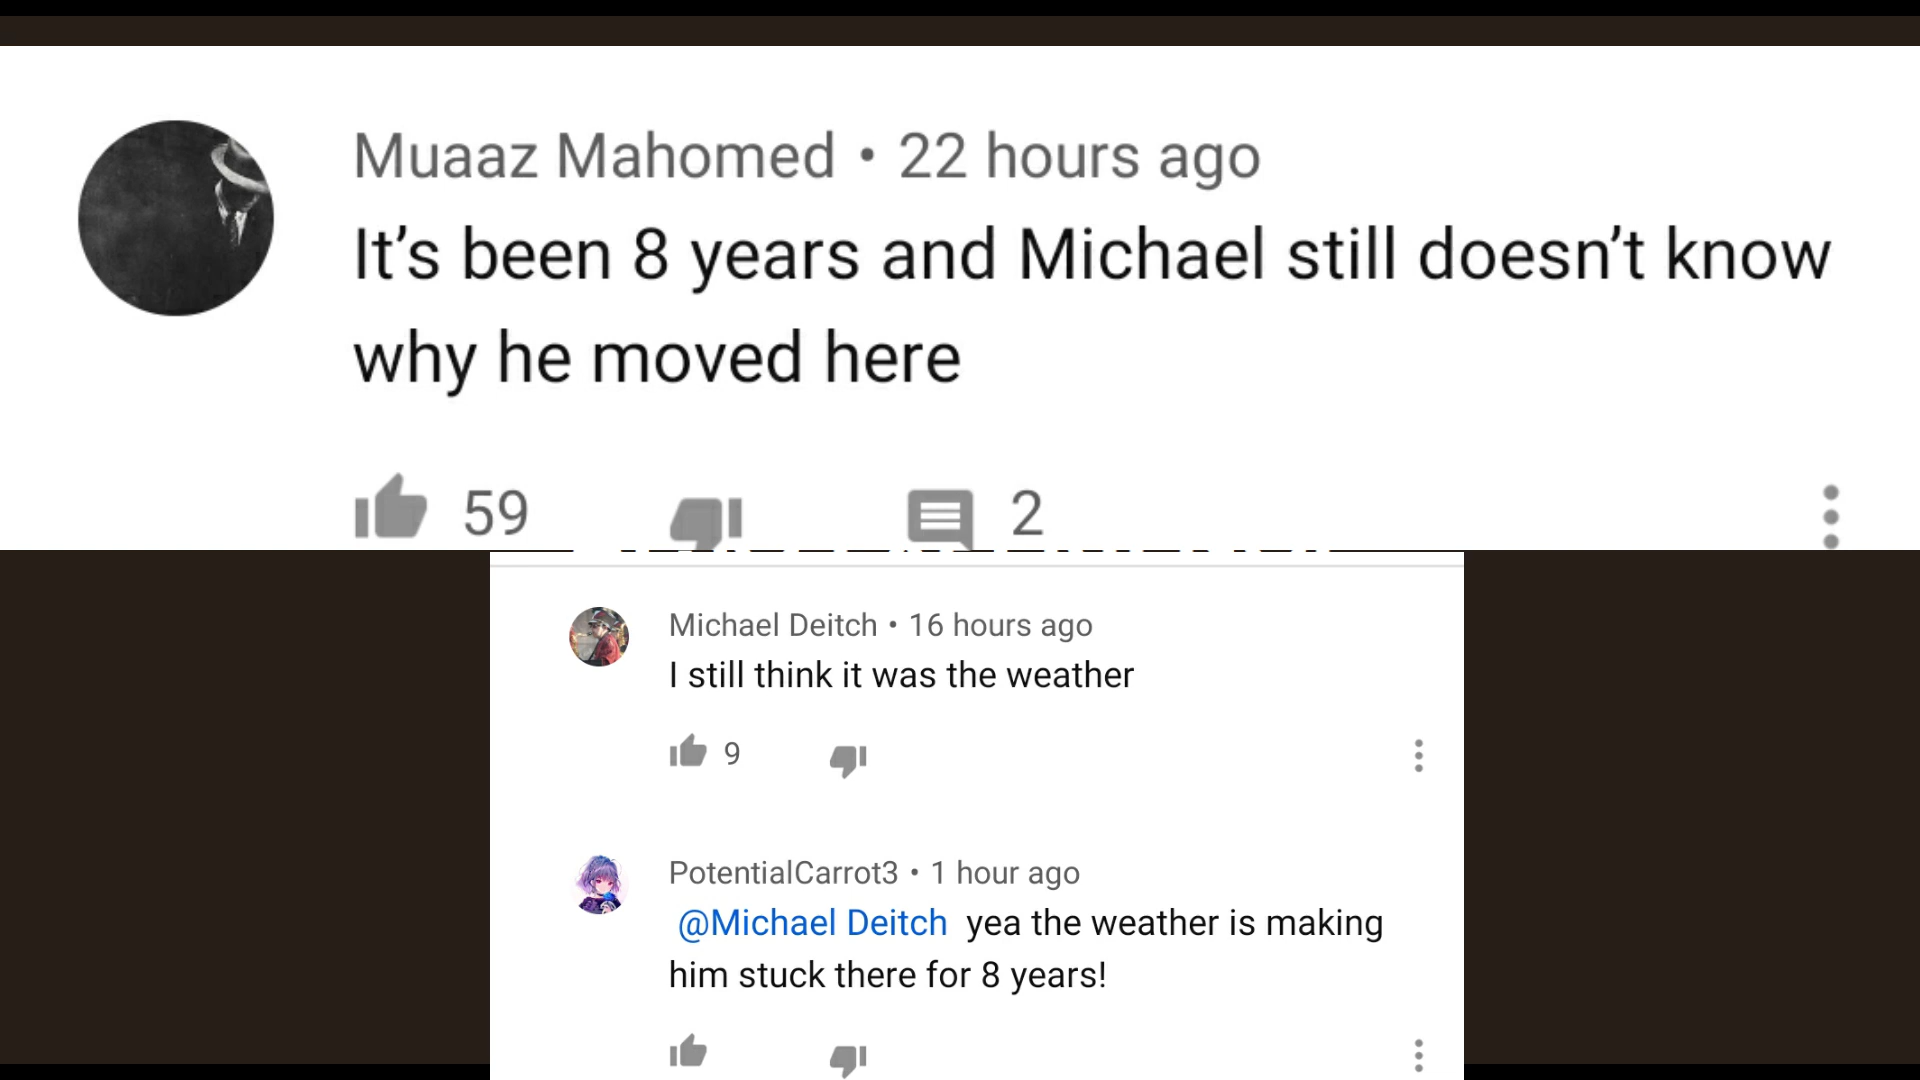 Muaaz Mahomed • 22 hours ago
It’s been 8 years and Michael still doesn’t know
why he moved here
59
2
Michael Deitch • 16 hours ago
I still think it was the weather
9
PotentialCarrot3 • 1 hour ago
@Michael Deitch yea the weather is making
him stuck there for 8 years!